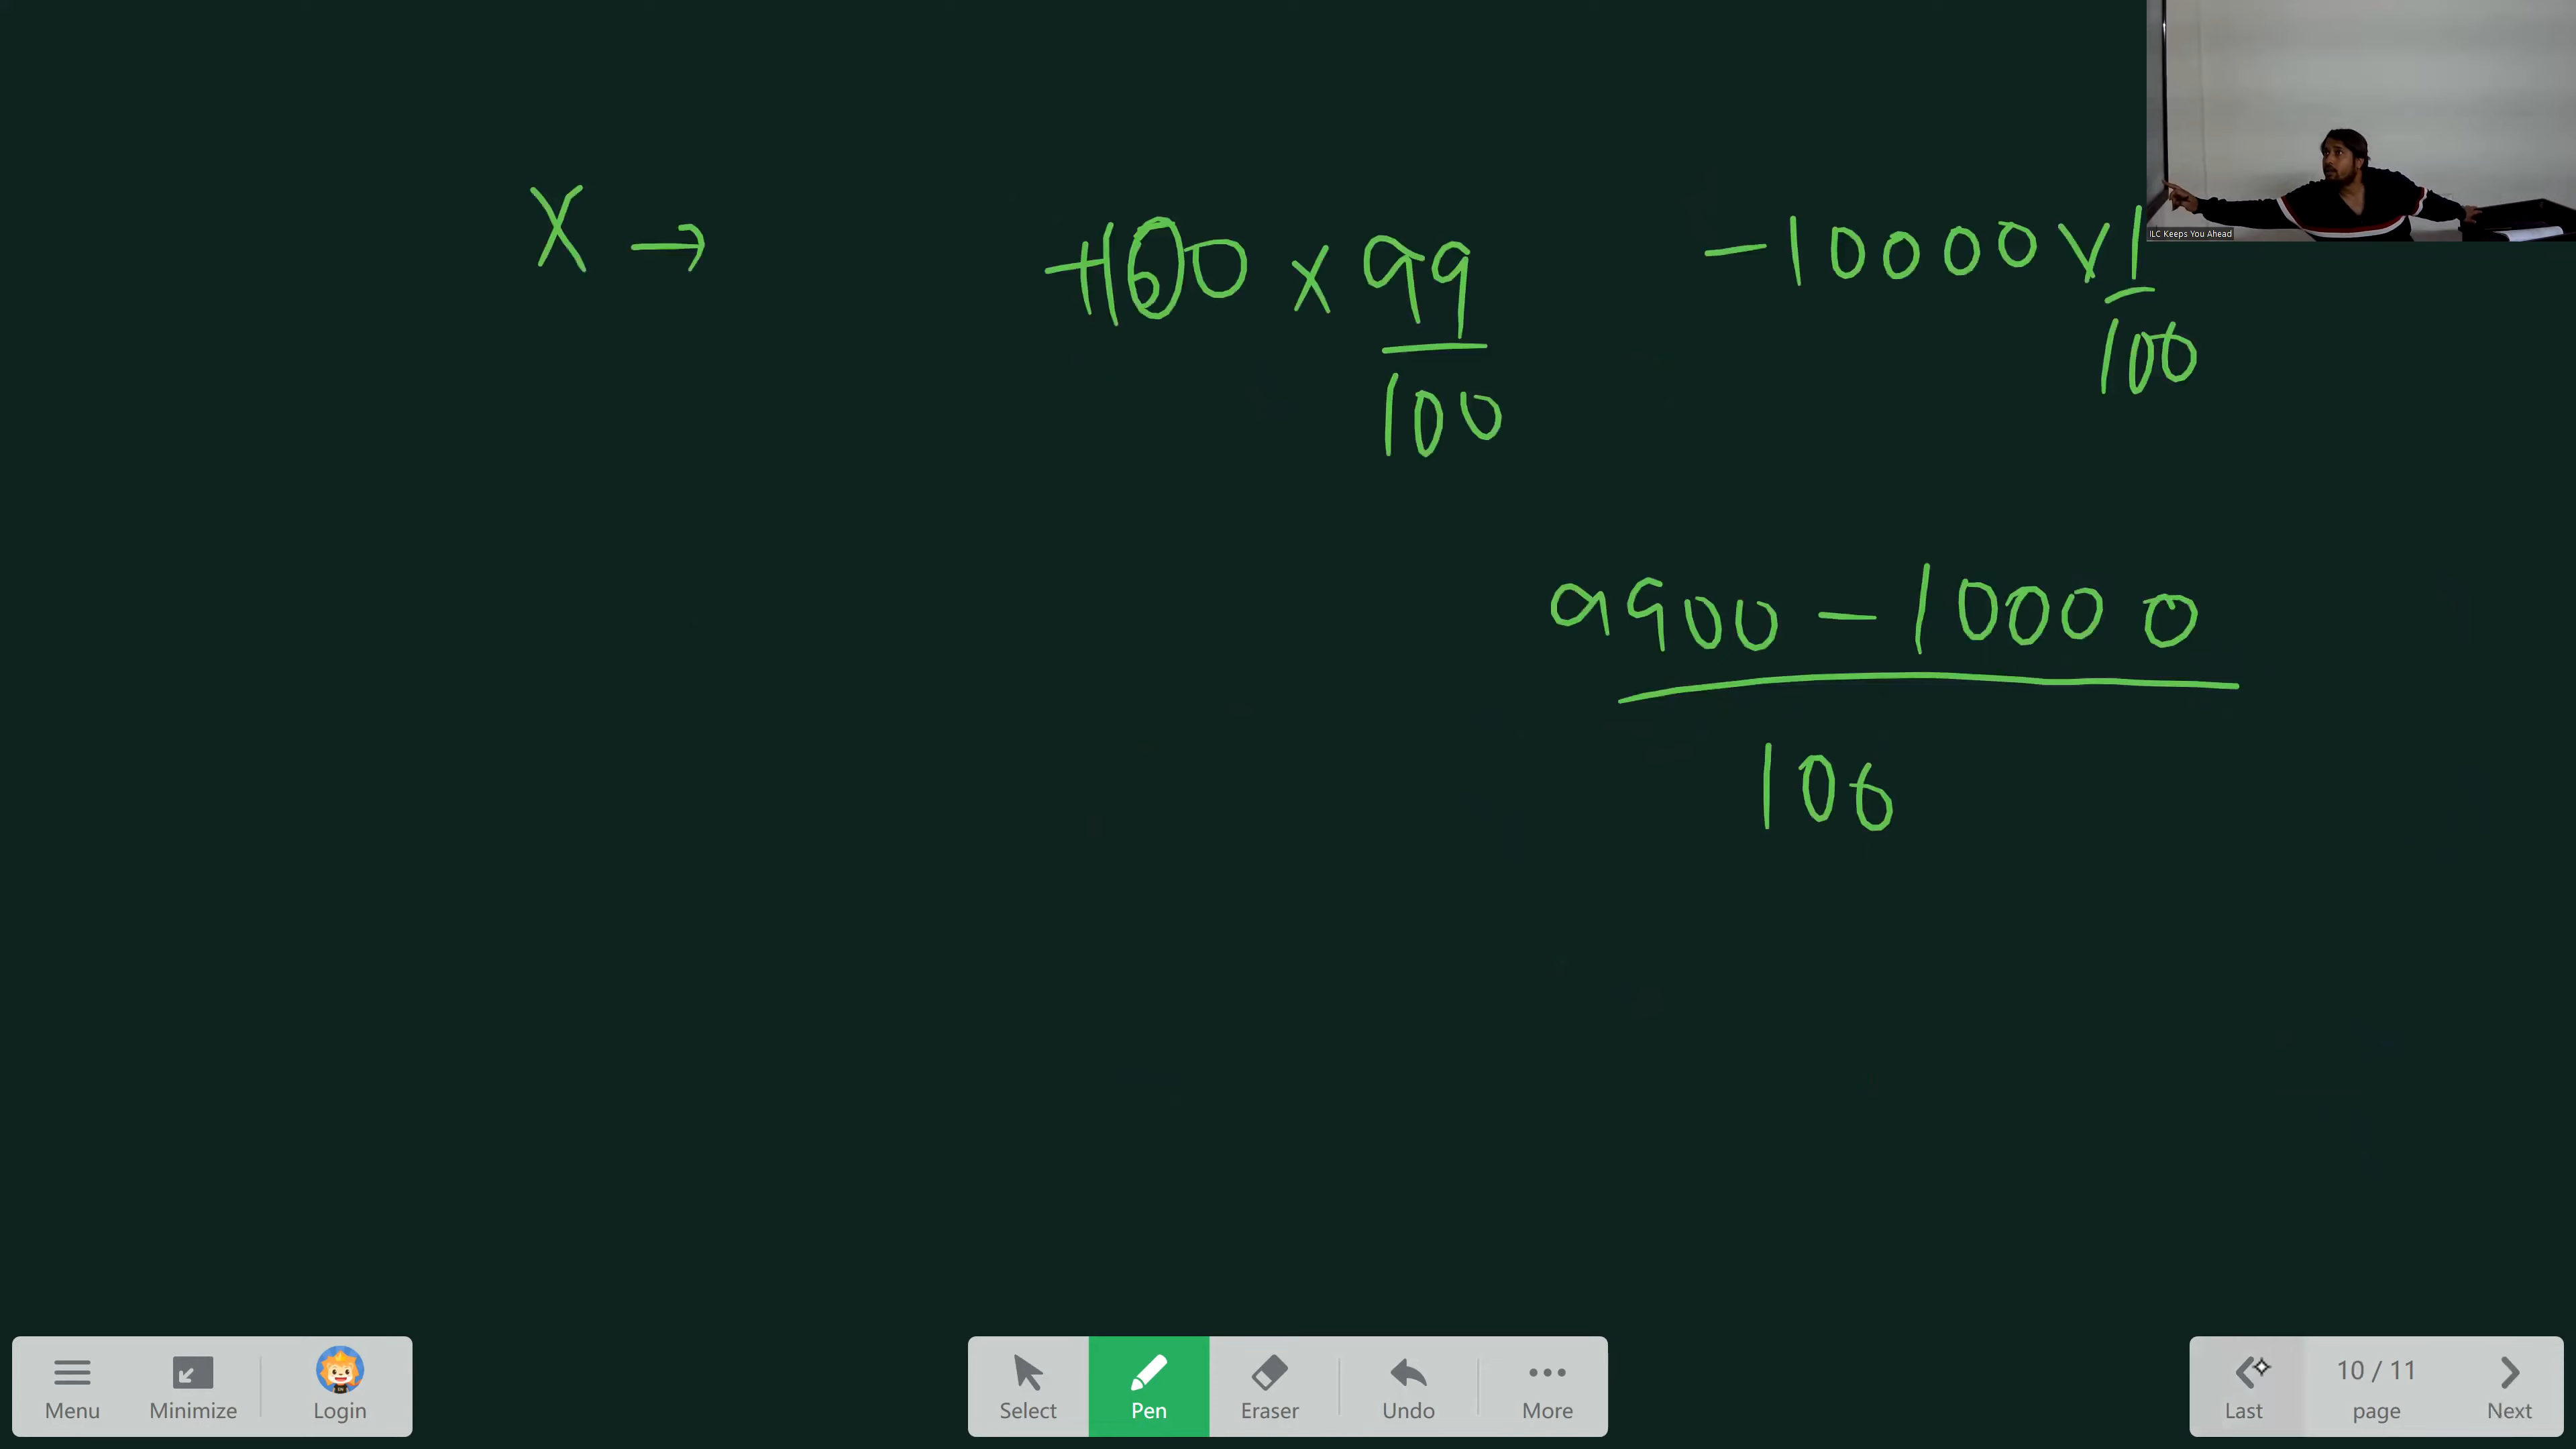 X → +100 x 99/100 -10000 x 1/100
ILC Keeps You Ahead
9900 - 10000
100
Menu Minimize Login Select Pen Eraser Undo More Last 10 / 11 page Next